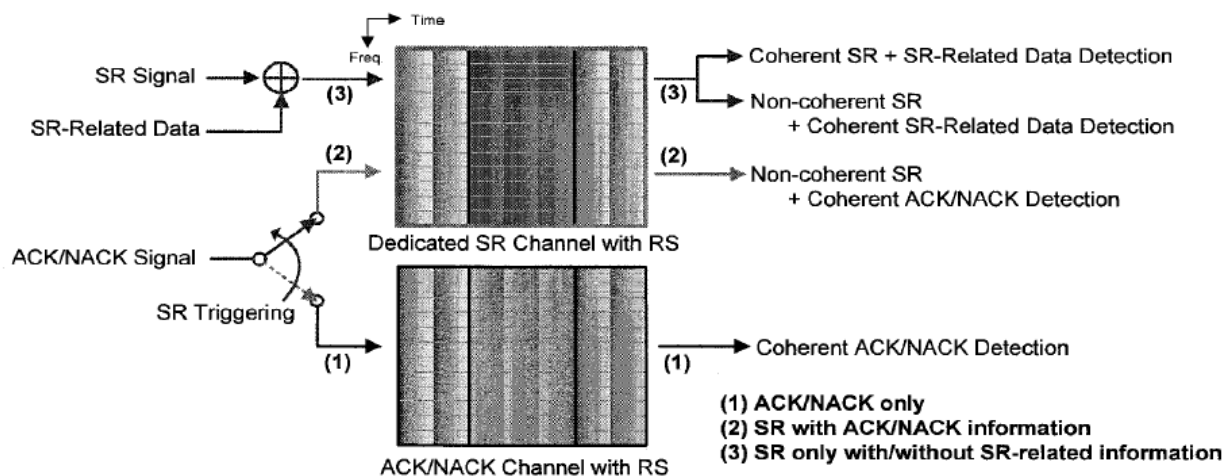 Time
Freq.
SR Signal
SR-Related Data
(3)
(3)
Coherent SR + SR-Related Data Detection
Non-coherent SR
+ Coherent SR-Related Data Detection
(2)
(2)
Non-coherent SR
+ Coherent ACK/NACK Detection
Dedicated SR Channel with RS
ACK/NACK Signal
SR Triggering
(1)
(1)
Coherent ACK/NACK Detection
ACK/NACK Channel with RS
(1) ACK/NACK only
(2) SR with ACK/NACK information
(3) SR only with/without SR-related information